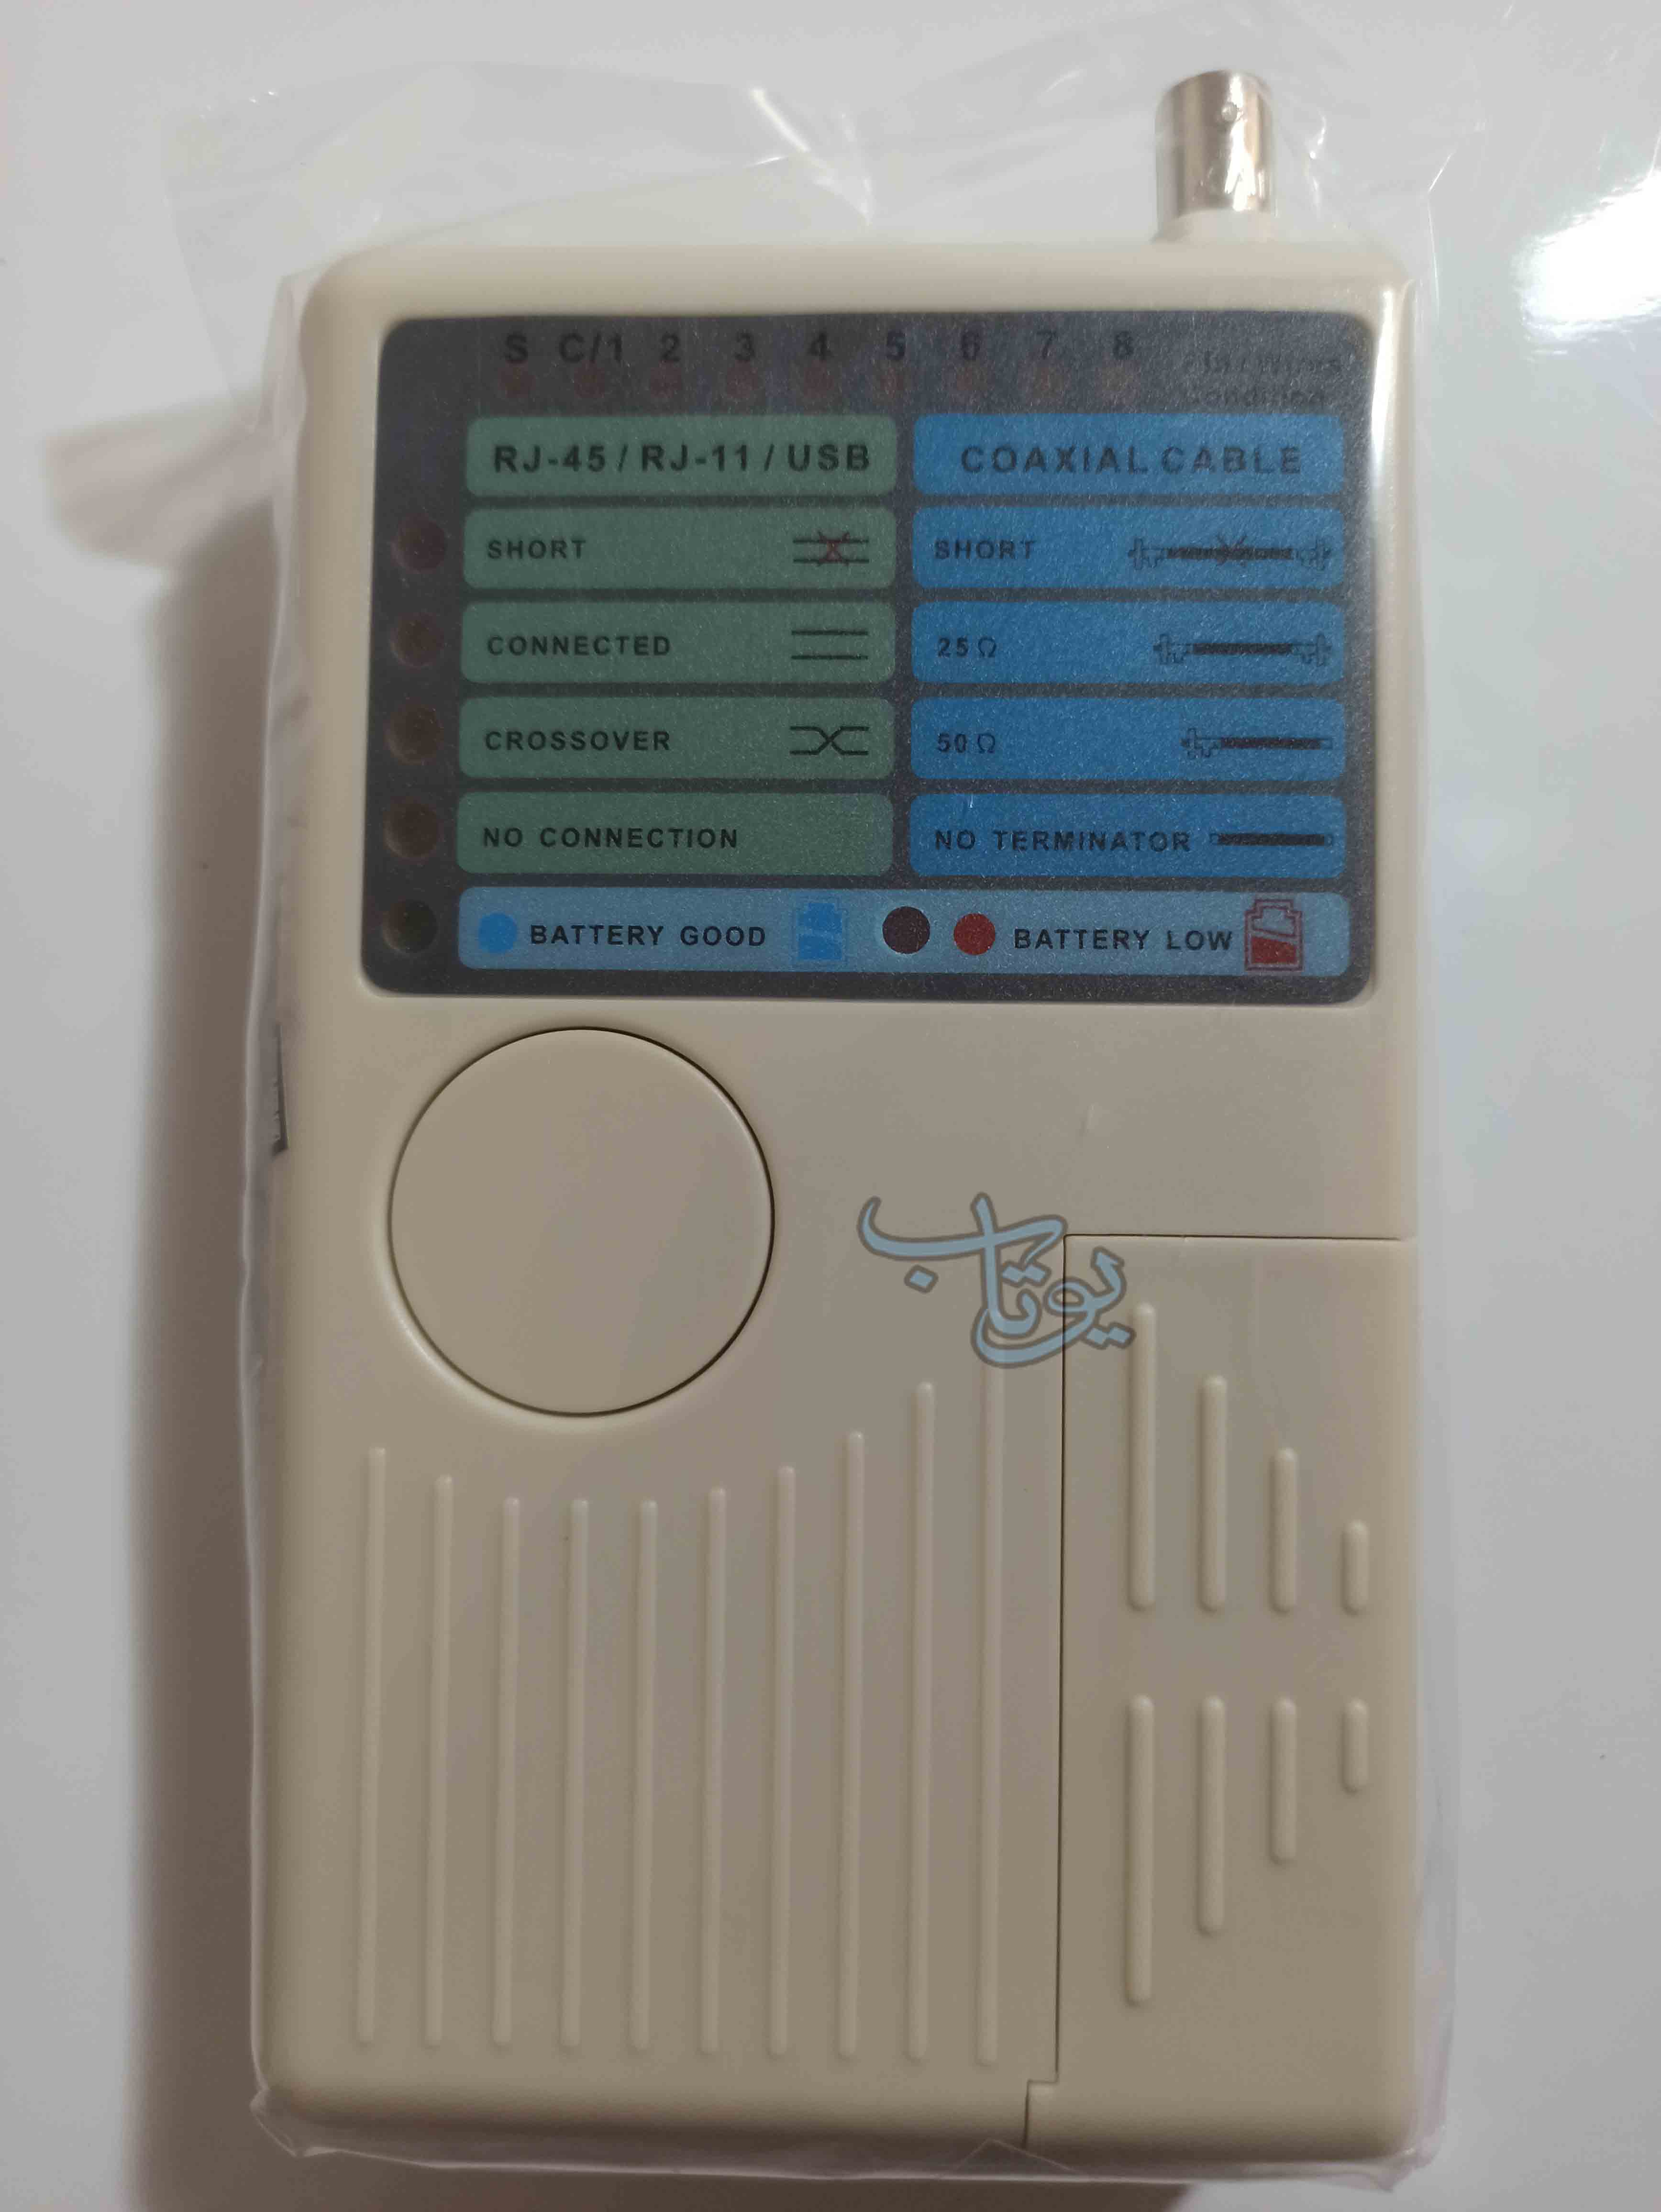 S C/1 2 3 4 5 6 7 8
RJ-45 / RJ-11 / USB
COAXIAL CABLE
SHORT
SHORT
CONNECTED
25 Ω
CROSSOVER
50 Ω
NO CONNECTION
NO TERMINATOR
BATTERY GOOD
BATTERY LOW
یوتاب